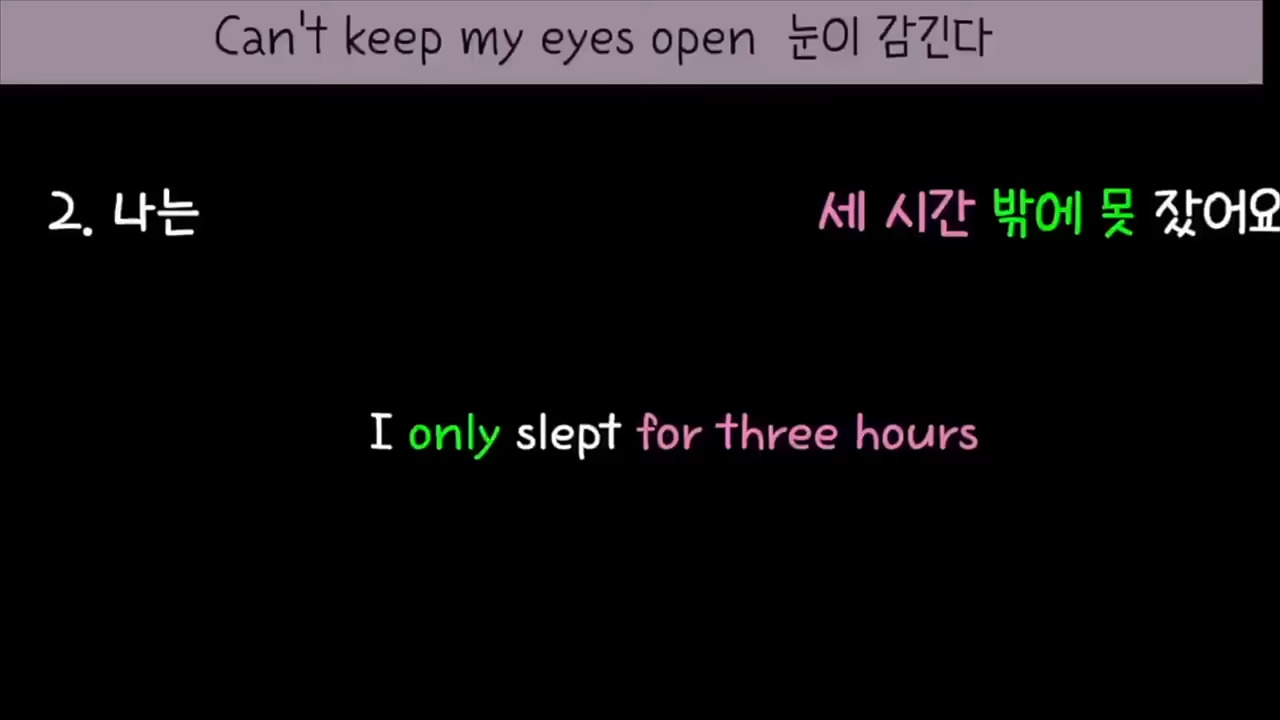 Can't keep my eyes open 눈이 감긴다
2. 나는 세 시간 밖에 못 잤어요
I only slept for three hours